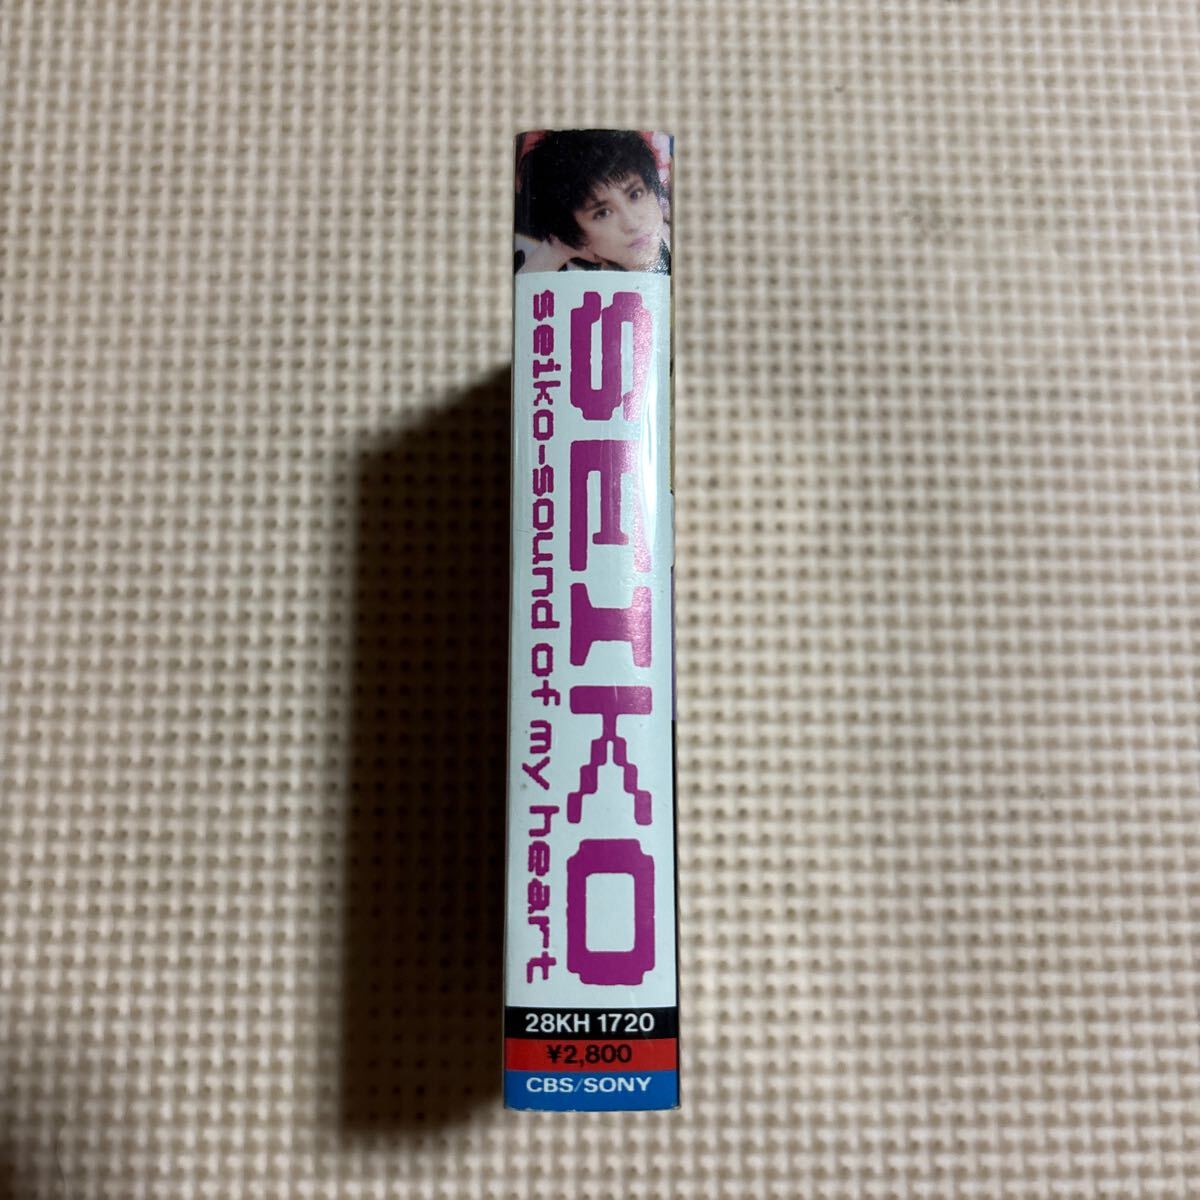 SEIKO
seiko-sound of my heart
28KH 1720
¥2,800
CBS/SONY